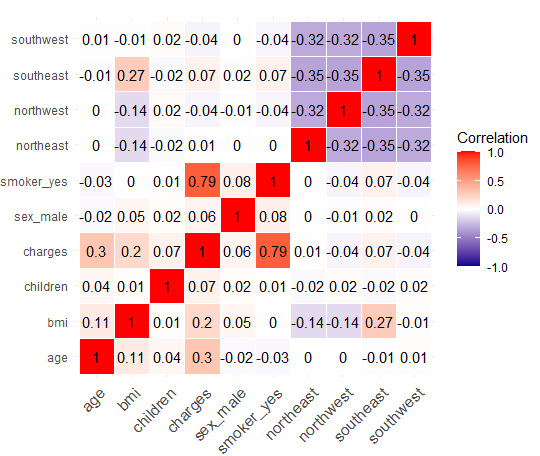 southwest 0.01 -0.01 0.02 -0.04 0 -0.04 -0.32 -0.32 -0.35 1
southeast -0.01 0.27 -0.02 0.07 0.02 0.07 -0.35 -0.35 1 -0.35
northwest 0 -0.14 0.02 -0.04 -0.01 -0.04 -0.32 1 -0.35 -0.32
northeast 0 -0.14 -0.02 0.01 0 0 1 -0.32 -0.35 -0.32
smoker_yes -0.03 0 0.01 0.79 0.08 1 0 -0.04 0.07 -0.04
sex_male -0.02 0.05 0.02 0.06 1 0.08 0 -0.01 0.02 0
charges 0.3 0.2 0.07 1 0.06 0.79 0.01 -0.04 0.07 -0.04
children 0.04 0.01 1 0.07 0.02 0.01 -0.02 0.02 -0.02 0.02
bmi 0.11 1 0.01 0.2 0.05 0 -0.14 -0.14 0.27 -0.01
age 1 0.11 0.04 0.3 -0.02 -0.03 0 0 -0.01 0.01
age bmi children charges sex_male smoker_yes northeast northwest southeast southwest
Correlation
1.0
0.5
0.0
-0.5
-1.0